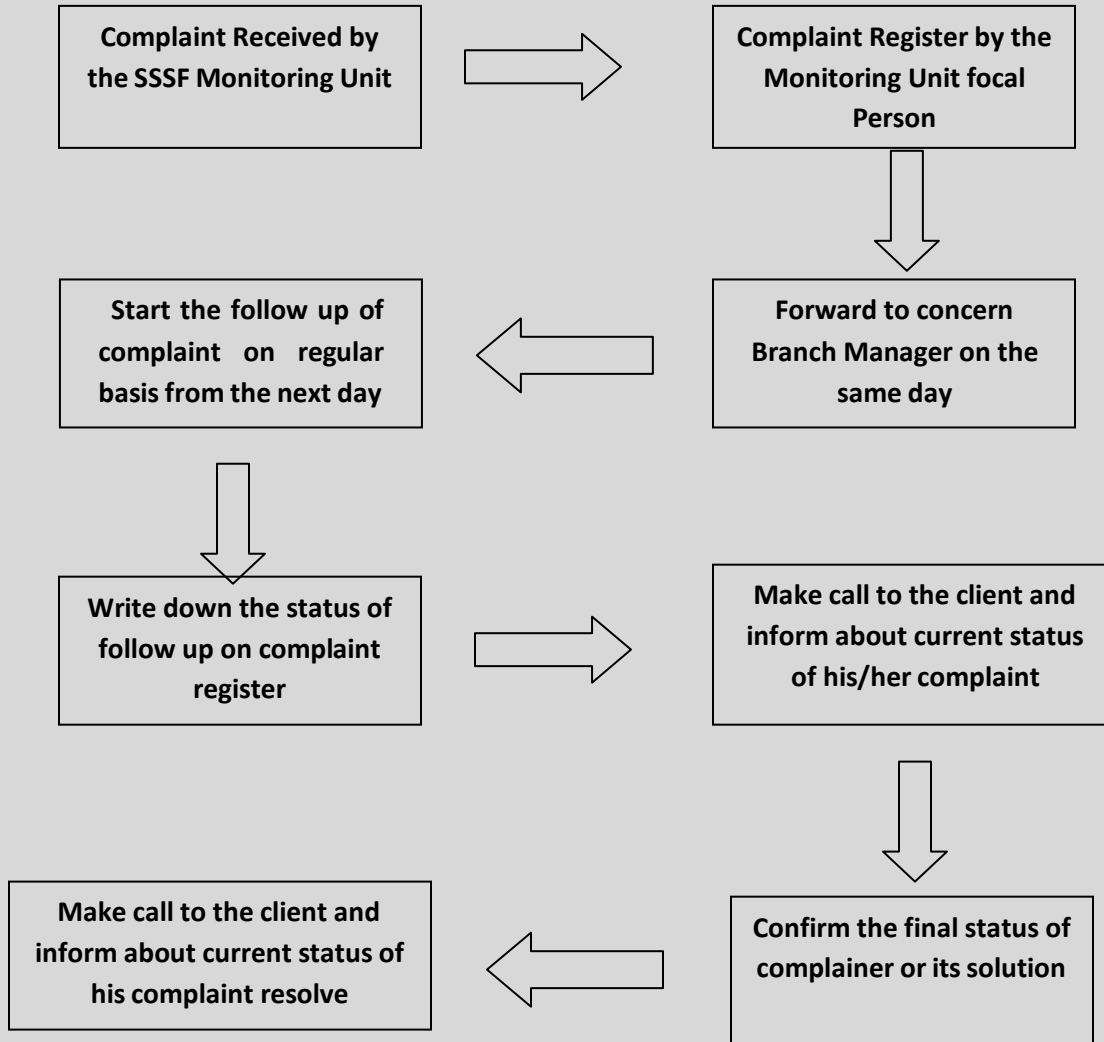 Complaint Received by
the SSSF Monitoring Unit
Complaint Register by the
Monitoring Unit focal
Person
Forward to concern
Branch Manager on the
same day
Start the follow up of
complaint on regular
basis from the next day
Write down the status of
follow up on complaint
register
Make call to the client and
inform about current status
of his/her complaint
Confirm the final status of
complainer or its solution
Make call to the client and
inform about current status of
his complaint resolve